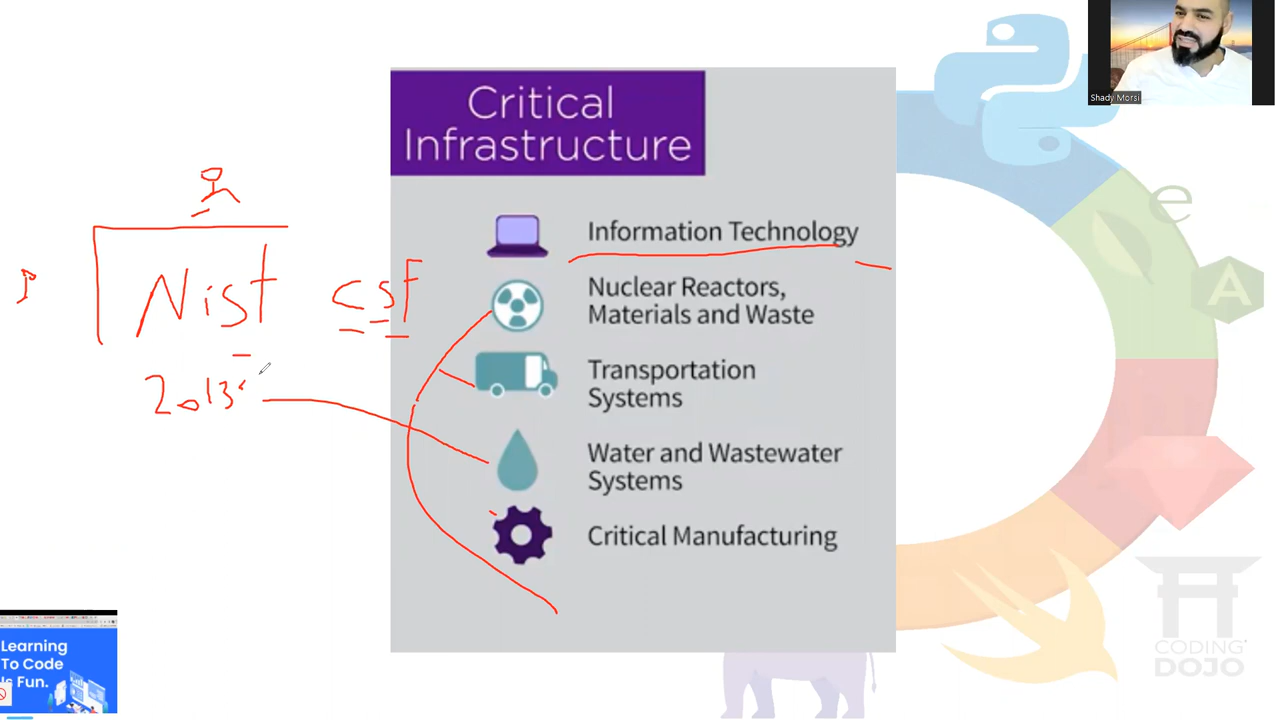 Shady Morsi
Critical
Infrastructure
Information Technology
Nuclear Reactors,
Materials and Waste
Transportation
Systems
Water and Wastewater
Systems
Critical Manufacturing
Nist csf
2013
e
A
CODING
DOJO
Learning
To Code
Is Fun.